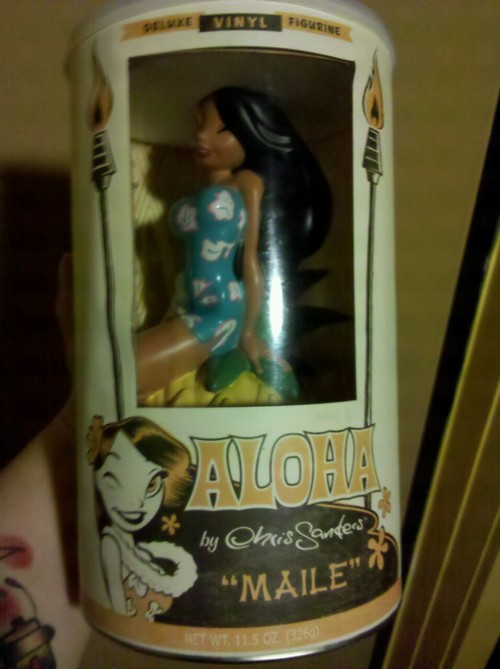 DELUXE VINYL FIGURINE
ALOHA
by Chris Sanders
"MAILE"
NET WT. 11.5 OZ. (326g)